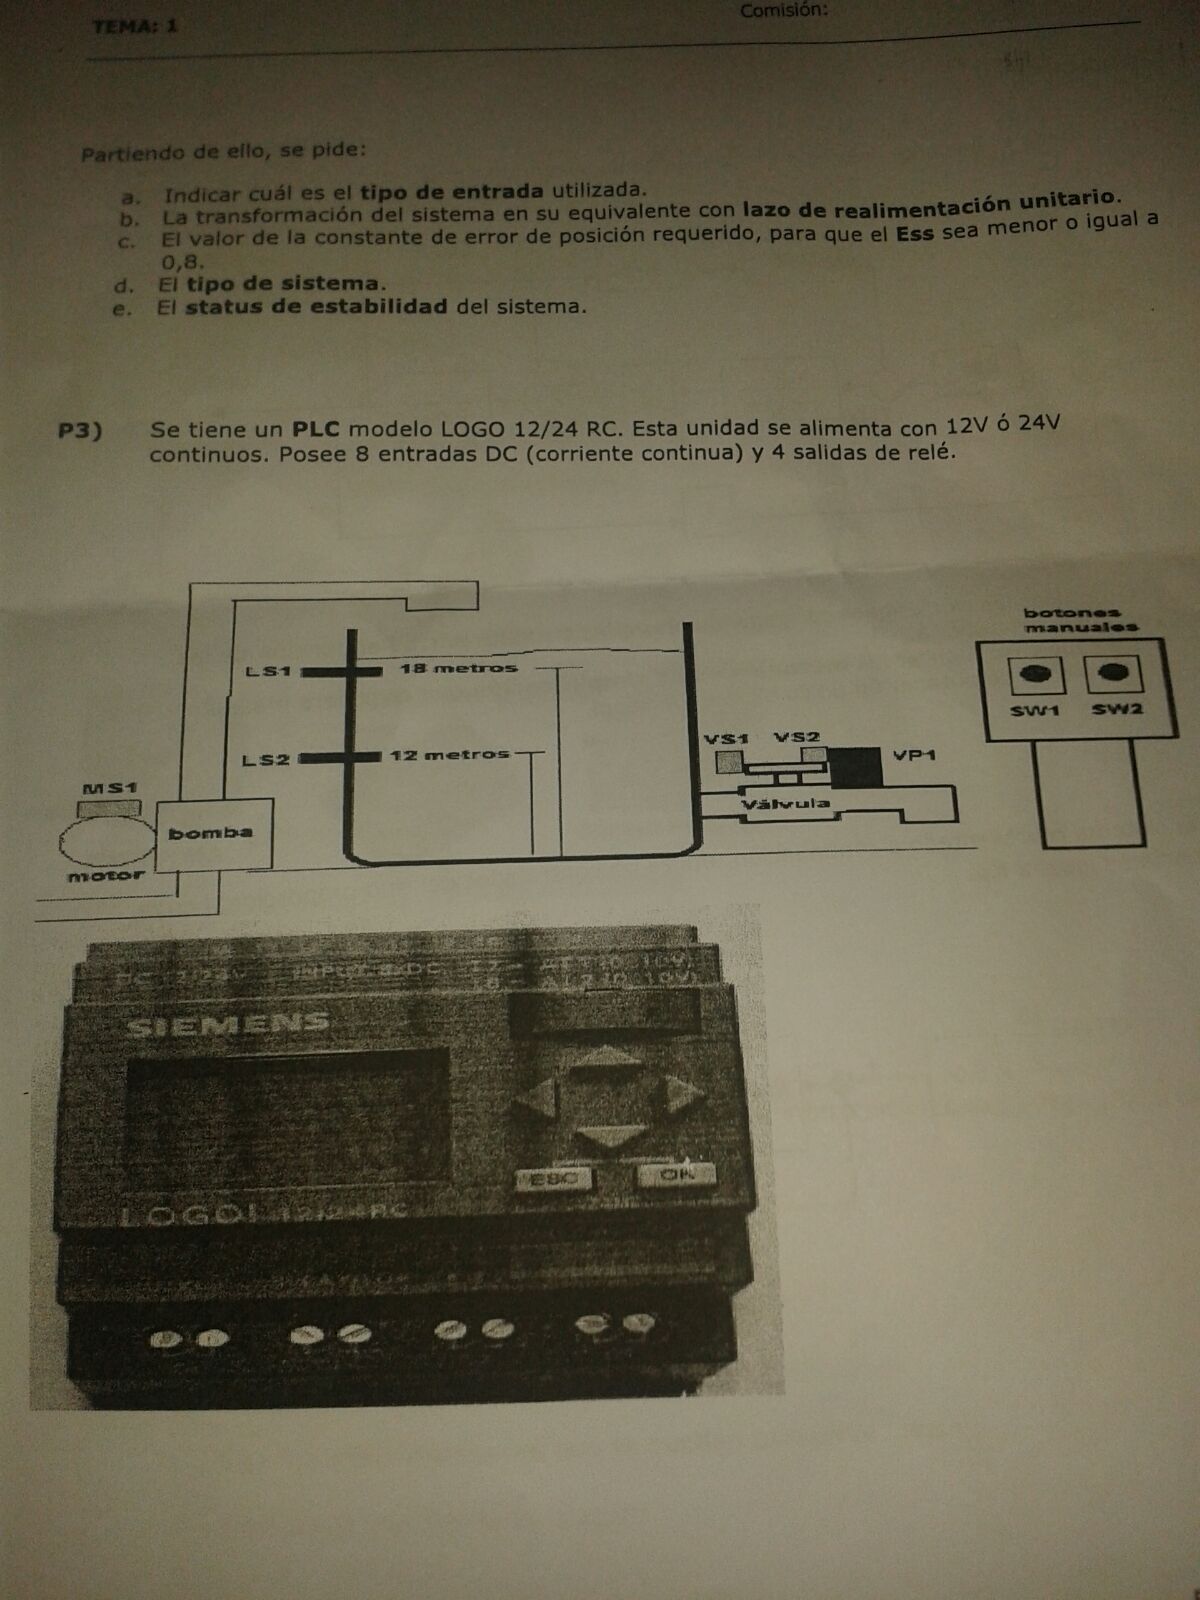 Comisión:
TEMA: 1
Partiendo de ello, se pide:
a. Indicar cuál es el tipo de entrada utilizada.
b. La transformación del sistema en su equivalente con lazo de realimentación unitario.
c. El valor de la constante de error de posición requerido, para que el Ess sea menor o igual a
0,8.
d. El tipo de sistema.
e. El status de estabilidad del sistema.
P3) Se tiene un PLC modelo LOGO 12/24 RC. Esta unidad se alimenta con 12V ó 24V
continuos. Posee 8 entradas DC (corriente continua) y 4 salidas de relé.
botones
manuales
LS1 18 metros
SW1 SW2
LS2 12 metros
VS1 VS2 VP1
MS1
Válvula
bomba
motor
DC 12/24V INPUT 8xDC
SIEMENS
ESC OK
LOGO! 12/24RC